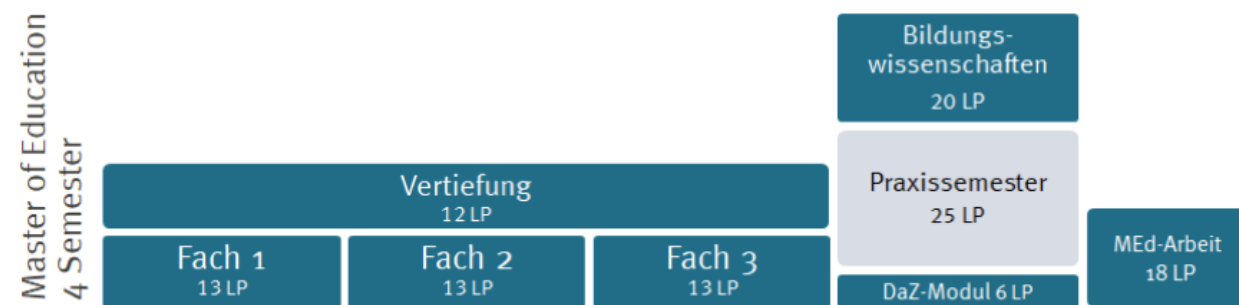 Master of Education
4 Semester
Bildungs-
wissenschaften
20 LP
Vertiefung
12 LP
Praxissemester
25 LP
Fach 1
13 LP
Fach 2
13 LP
Fach 3
13 LP
DaZ-Modul 6 LP
MEd-Arbeit
18 LP